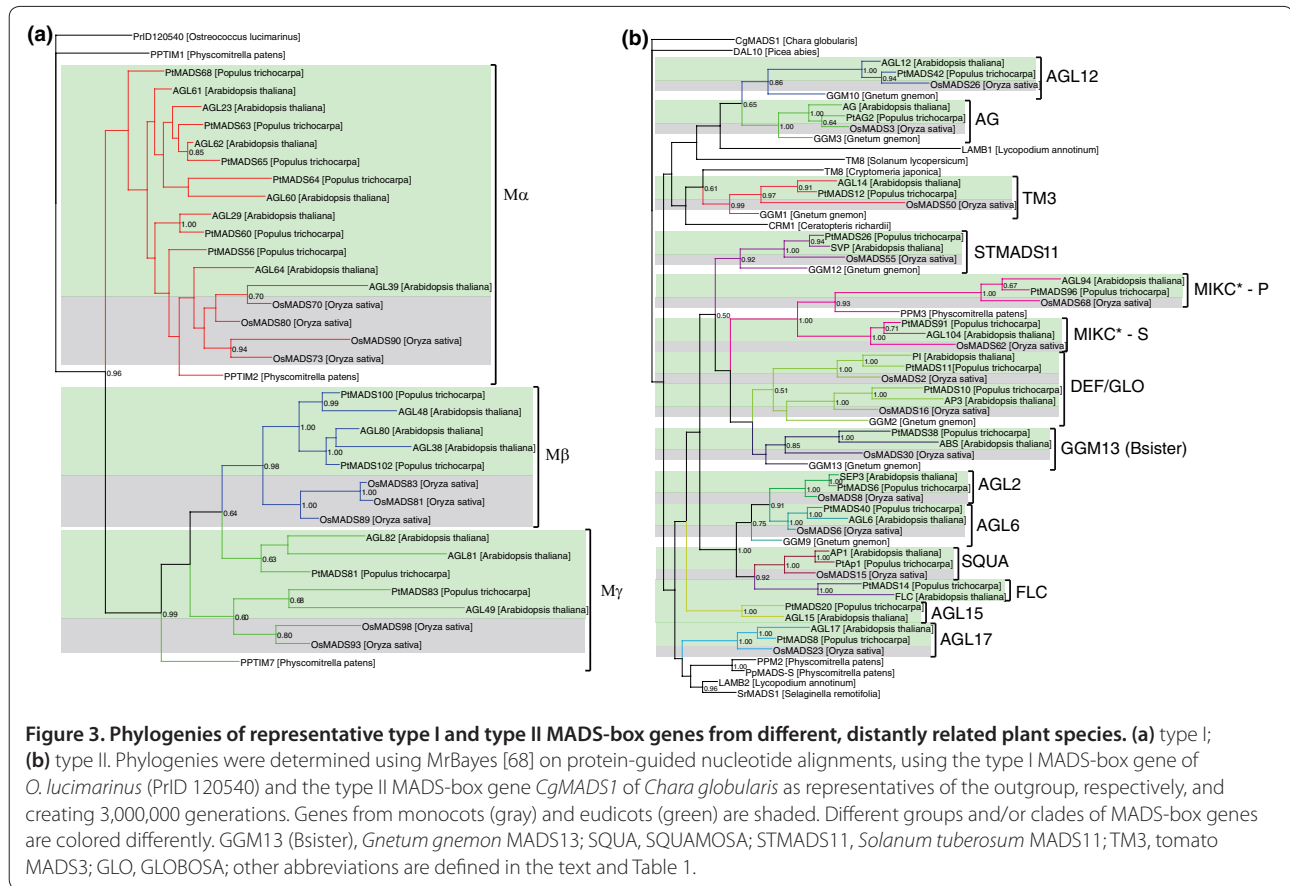 (a)
PrID120540 [Ostreococcus lucimarinus]
PPTIM1 [Physcomitrella patens]
PtMADS68 [Populus trichocarpa]
AGL61 [Arabidopsis thaliana]
AGL23 [Arabidopsis thaliana]
PtMADS63 [Populus trichocarpa]
AGL62 [Arabidopsis thaliana]
0.85
PtMADS65 [Populus trichocarpa]
PtMADS64 [Populus trichocarpa]
AGL60 [Arabidopsis thaliana]
AGL29 [Arabidopsis thaliana]
1.00
PtMADS60 [Populus trichocarpa]
PtMADS56 [Populus trichocarpa]
AGL64 [Arabidopsis thaliana]
AGL39 [Arabidopsis thaliana]
0.70
OsMADS70 [Oryza sativa]
OsMADS80 [Oryza sativa]
OsMADS90 [Oryza sativa]
0.94
OsMADS73 [Oryza sativa]
PPTIM2 [Physcomitrella patens]
Mα
0.96
PtMADS100 [Populus trichocarpa]
0.99
AGL48 [Arabidopsis thaliana]
1.00
AGL80 [Arabidopsis thaliana]
1.00
AGL38 [Arabidopsis thaliana]
PtMADS102 [Populus trichocarpa]
0.98
OsMADS83 [Oryza sativa]
1.00
OsMADS81 [Oryza sativa]
1.00
OsMADS89 [Oryza sativa]
Mβ
0.64
AGL82 [Arabidopsis thaliana]
0.63
AGL81 [Arabidopsis thaliana]
PtMADS81 [Populus trichocarpa]
PtMADS83 [Populus trichocarpa]
0.68
AGL49 [Arabidopsis thaliana]
0.99
0.60
OsMADS98 [Oryza sativa]
0.80
OsMADS93 [Oryza sativa]
PPTIM7 [Physcomitrella patens]
Mγ
(b)
CgMADS1 [Chara globularis]
DAL10 [Picea abies]
AGL12 [Arabidopsis thaliana]
1.00
PtMADS42 [Populus trichocarpa]
0.94
0.86
OsMADS26 [Oryza sativa]
GGM10 [Gnetum gnemon]
AGL12
0.65
AG [Arabidopsis thaliana]
1.00
PtAG2 [Populus trichocarpa]
0.64
1.00
OsMADS3 [Oryza sativa]
GGM3 [Gnetum gnemon]
AG
LAMB1 [Lycopodium annotinum]
TM8 [Solanum lycopersicum]
TM8 [Cryptomeria japonica]
0.61
AGL14 [Arabidopsis thaliana]
0.91
0.97
PtMADS12 [Populus trichocarpa]
0.99
OsMADS50 [Oryza sativa]
GGM1 [Gnetum gnemon]
TM3
CRM1 [Ceratopteris richardii]
PtMADS26 [Populus trichocarpa]
0.94
1.00
SVP [Arabidopsis thaliana]
0.92
OsMADS55 [Oryza sativa]
GGM12 [Gnetum gnemon]
STMADS11
AGL94 [Arabidopsis thaliana]
0.67
1.00
PtMADS96 [Populus trichocarpa]
0.93
OsMADS68 [Oryza sativa]
MIKC* - P
0.50
PPM3 [Physcomitrella patens]
1.00
PtMADS91 [Populus trichocarpa]
0.71
1.00
AGL104 [Arabidopsis thaliana]
OsMADS62 [Oryza sativa]
MIKC* - S
PI [Arabidopsis thaliana]
1.00
1.00
PtMADS11[Populus trichocarpa]
OsMADS2 [Oryza sativa]
0.51
PtMADS10 [Populus trichocarpa]
1.00
1.00
AP3 [Arabidopsis thaliana]
OsMADS16 [Oryza sativa]
GGM2 [Gnetum gnemon]
DEF/GLO
PtMADS38 [Populus trichocarpa]
1.00
0.85
ABS [Arabidopsis thaliana]
OsMADS30 [Oryza sativa]
GGM13 [Gnetum gnemon]
GGM13 (Bsister)
SEP3 [Arabidopsis thaliana]
1.00
1.00
PtMADS6 [Populus trichocarpa]
OsMADS8 [Oryza sativa]
AGL2
0.91
PtMADS40 [Populus trichocarpa]
1.00
1.00
AGL6 [Arabidopsis thaliana]
0.75
OsMADS6 [Oryza sativa]
GGM9 [Gnetum gnemon]
AGL6
1.00
AP1 [Arabidopsis thaliana]
1.00
1.00
PtAp1 [Populus trichocarpa]
OsMADS15 [Oryza sativa]
SQUA
0.92
PtMADS14 [Populus trichocarpa]
1.00
FLC [Arabidopsis thaliana]
FLC
PtMADS20 [Populus trichocarpa]
1.00
AGL15 [Arabidopsis thaliana]
AGL15
AGL17 [Arabidopsis thaliana]
1.00
PtMADS8 [Populus trichocarpa]
1.00
OsMADS23 [Oryza sativa]
AGL17
PPM2 [Physcomitrella patens]
1.00
PpMADS-S [Physcomitrella patens]
LAMB2 [Lycopodium annotinum]
0.96
SrMADS1 [Selaginella remotifolia]
Figure 3. Phylogenies of representative type I and type II MADS-box genes from different, distantly related plant species. (a) type I;
(b) type II. Phylogenies were determined using MrBayes [68] on protein-guided nucleotide alignments, using the type I MADS-box gene of
O. lucimarinus (PrID 120540) and the type II MADS-box gene CgMADS1 of Chara globularis as representatives of the outgroup, respectively, and
creating 3,000,000 generations. Genes from monocots (gray) and eudicots (green) are shaded. Different groups and/or clades of MADS-box genes
are colored differently. GGM13 (Bsister), Gnetum gnemon MADS13; SQUA, SQUAMOSA; STMADS11, Solanum tuberosum MADS11; TM3, tomato
MADS3; GLO, GLOBOSA; other abbreviations are defined in the text and Table 1.